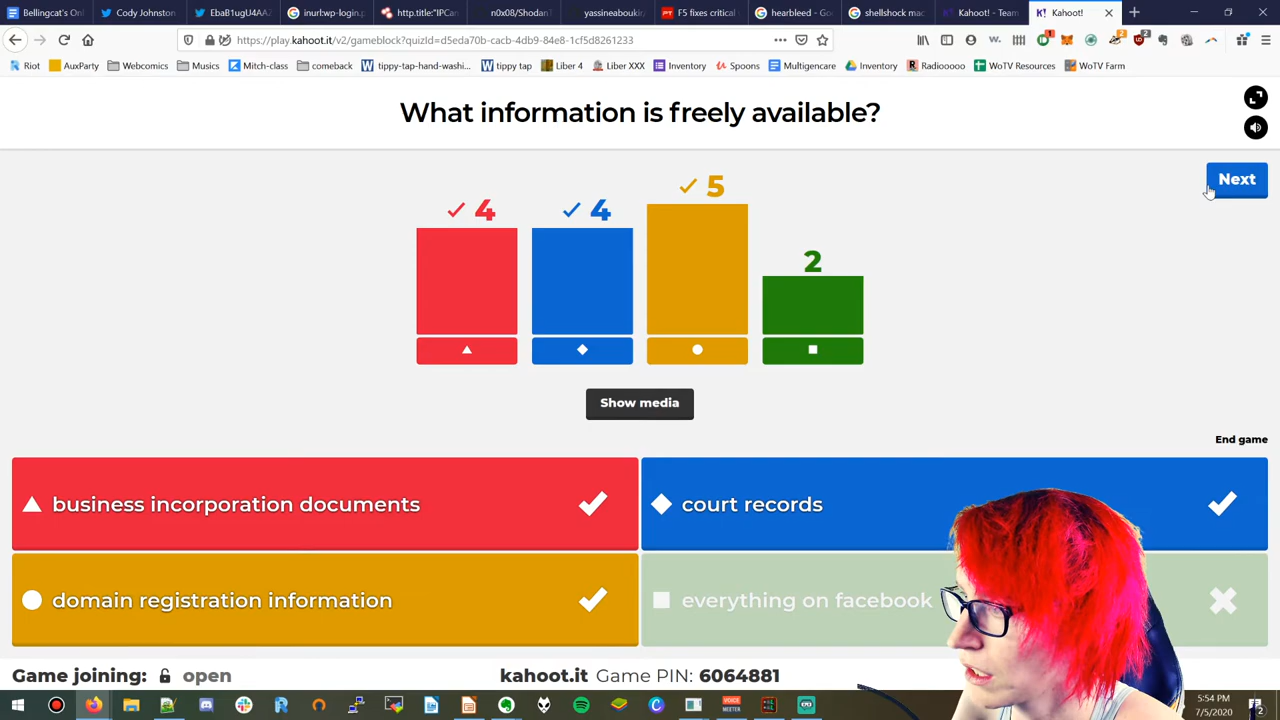 Bellingcat's Onl
Cody Johnston
EbaB1ugU4AAZ
inurl:wp-login.p
http.title:"IPCan
n0x08/Shodan
yassineaboukir
F5 fixes critical
hearbleed - Goo
shellshock mac
Kahoot! - Team
Kahoot!
https://play.kahoot.it/v2/gameblock?quizId=d5eda70b-cacb-4db9-84e8-1cf5d8261233
Riot
AuxParty
Webcomics
Musics
Mitch-class
comeback
tippy-tap-hand-washi...
tippy tap
Liber 4
Liber XXX
Inventory
Spoons
Multigencare
Inventory
Radiooooo
WoTV Resources
WoTV Farm
What information is freely available?
Next
4
4
5
2
Show media
End game
business incorporation documents
court records
domain registration information
everything on facebook
Game joining: open
kahoot.it Game PIN: 6064881
5:54 PM
7/5/2020